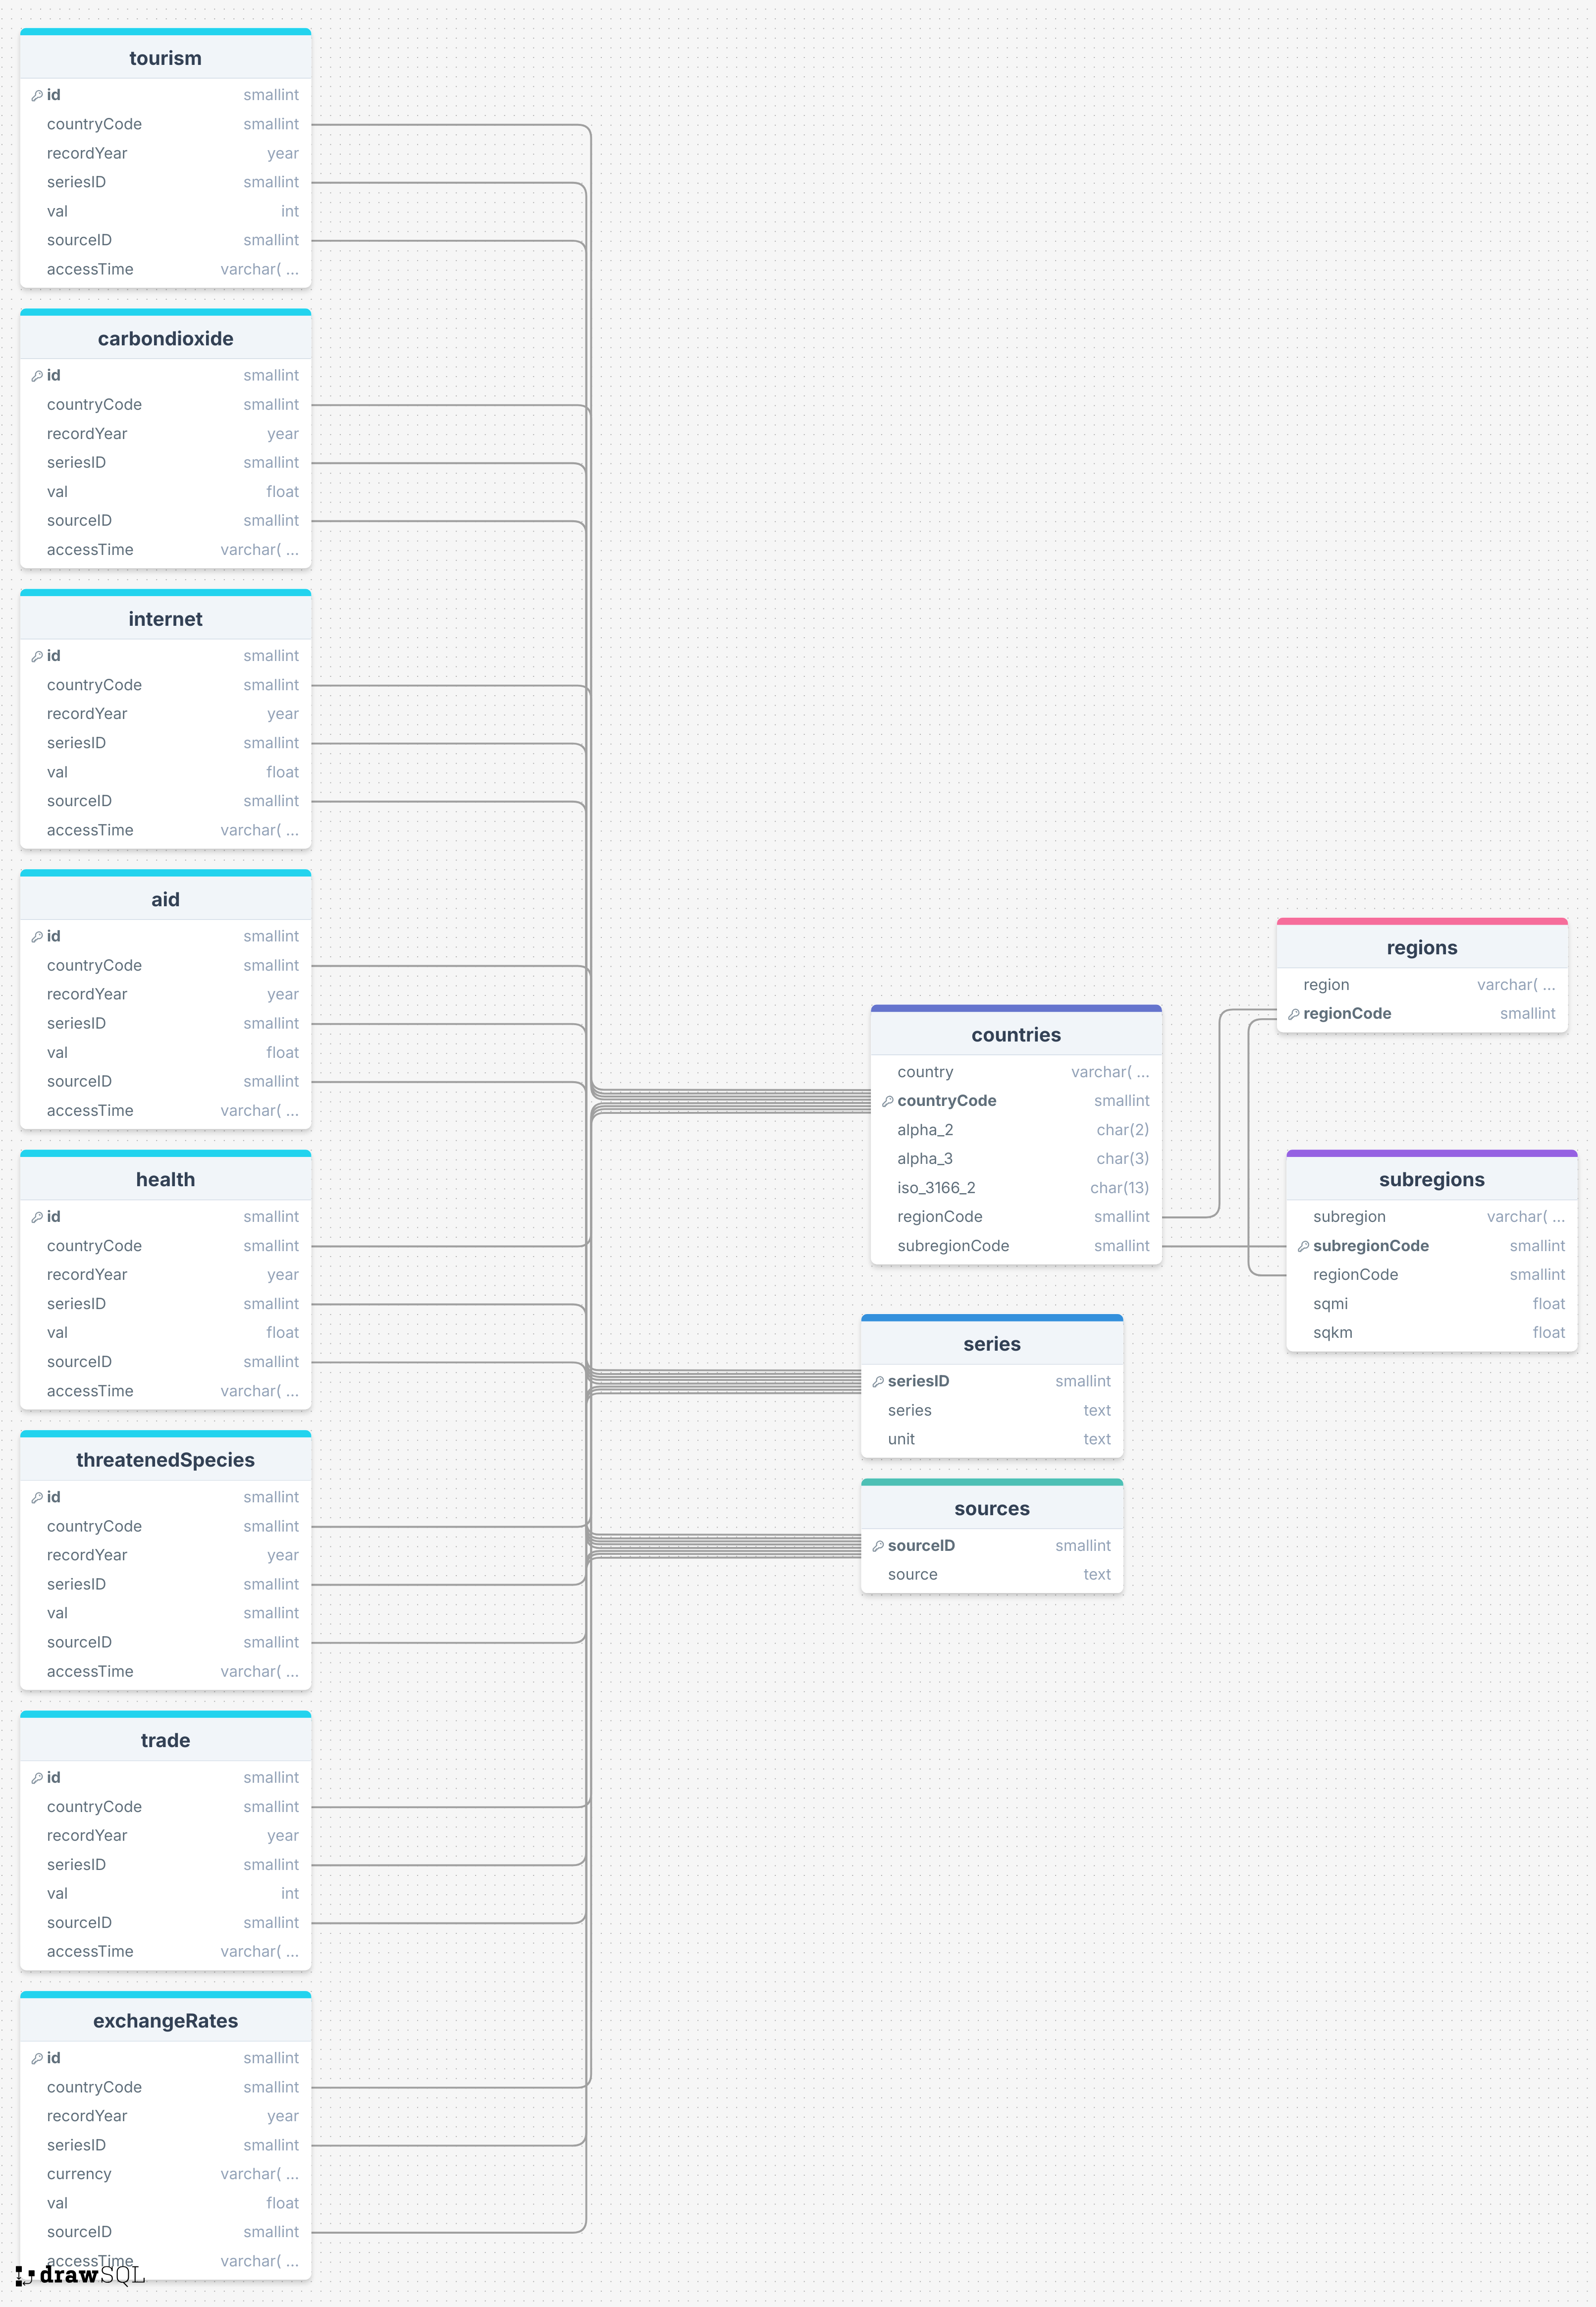 tourism
id smallint
countryCode smallint
recordYear year
seriesID smallint
val int
sourceID smallint
accessTime varchar( ...
carbondioxide
id smallint
countryCode smallint
recordYear year
seriesID smallint
val float
sourceID smallint
accessTime varchar( ...
internet
id smallint
countryCode smallint
recordYear year
seriesID smallint
val float
sourceID smallint
accessTime varchar( ...
aid
id smallint
countryCode smallint
recordYear year
seriesID smallint
val float
sourceID smallint
accessTime varchar( ...
health
id smallint
countryCode smallint
recordYear year
seriesID smallint
val float
sourceID smallint
accessTime varchar( ...
threatenedSpecies
id smallint
countryCode smallint
recordYear year
seriesID smallint
val smallint
sourceID smallint
accessTime varchar( ...
trade
id smallint
countryCode smallint
recordYear year
seriesID smallint
val int
sourceID smallint
accessTime varchar( ...
exchangeRates
id smallint
countryCode smallint
recordYear year
seriesID smallint
currency varchar( ...
val float
sourceID smallint
accessTime varchar( ...
drawSQL
countries
country varchar( ...
countryCode smallint
alpha_2 char(2)
alpha_3 char(3)
iso_3166_2 char(13)
regionCode smallint
subregionCode smallint
series
seriesID smallint
series text
unit text
sources
sourceID smallint
source text
regions
region varchar( ...
regionCode smallint
subregions
subregion varchar( ...
subregionCode smallint
regionCode smallint
sqmi float
sqkm float